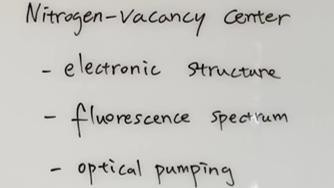 Nitrogen-Vacancy Center
- electronic structure
- fluorescence spectrum
- optical pumping